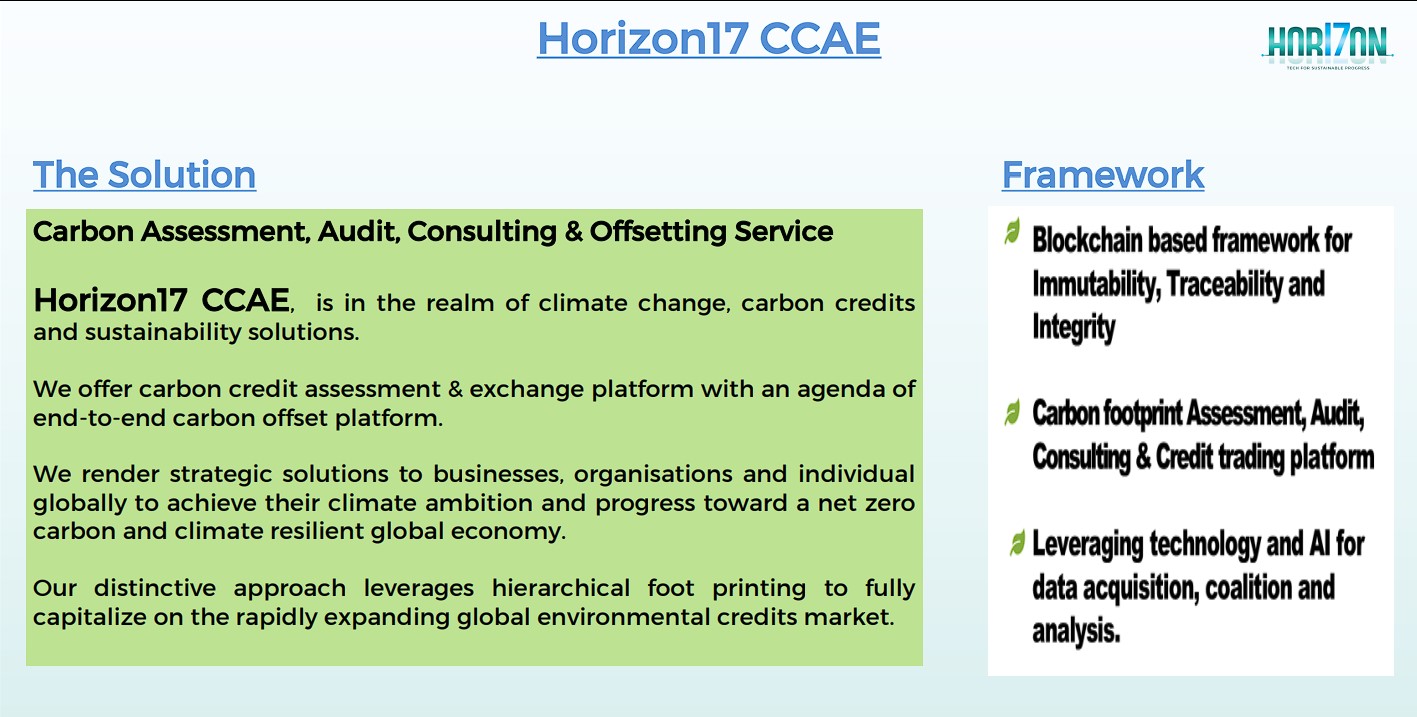 Horizon17 CCAE
HORI7ON
TECH FOR SUSTAINABLE PROGRESS
The Solution
Carbon Assessment, Audit, Consulting & Offsetting Service
Horizon17 CCAE, is in the realm of climate change, carbon credits
and sustainability solutions.
We offer carbon credit assessment & exchange platform with an agenda of
end-to-end carbon offset platform.
We render strategic solutions to businesses, organisations and individual
globally to achieve their climate ambition and progress toward a net zero
carbon and climate resilient global economy.
Our distinctive approach leverages hierarchical foot printing to fully
capitalize on the rapidly expanding global environmental credits market.
Framework
Blockchain based framework for
Immutability, Traceability and
Integrity
Carbon footprint Assessment, Audit,
Consulting & Credit trading platform
Leveraging technology and AI for
data acquisition, coalition and
analysis.